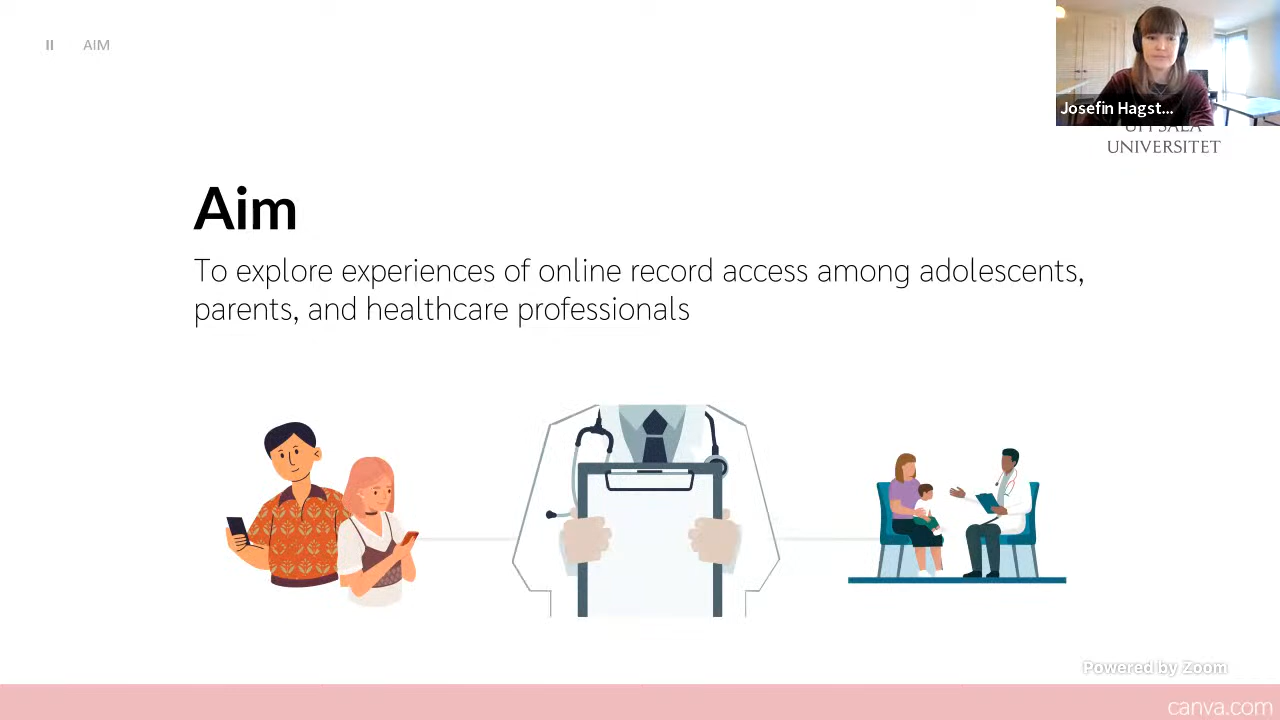 II AIM
Josefin Hagst...
UPPSALA
UNIVERSITET
Aim
To explore experiences of online record access among adolescents,
parents, and healthcare professionals
Powered by Zoom
canva.com